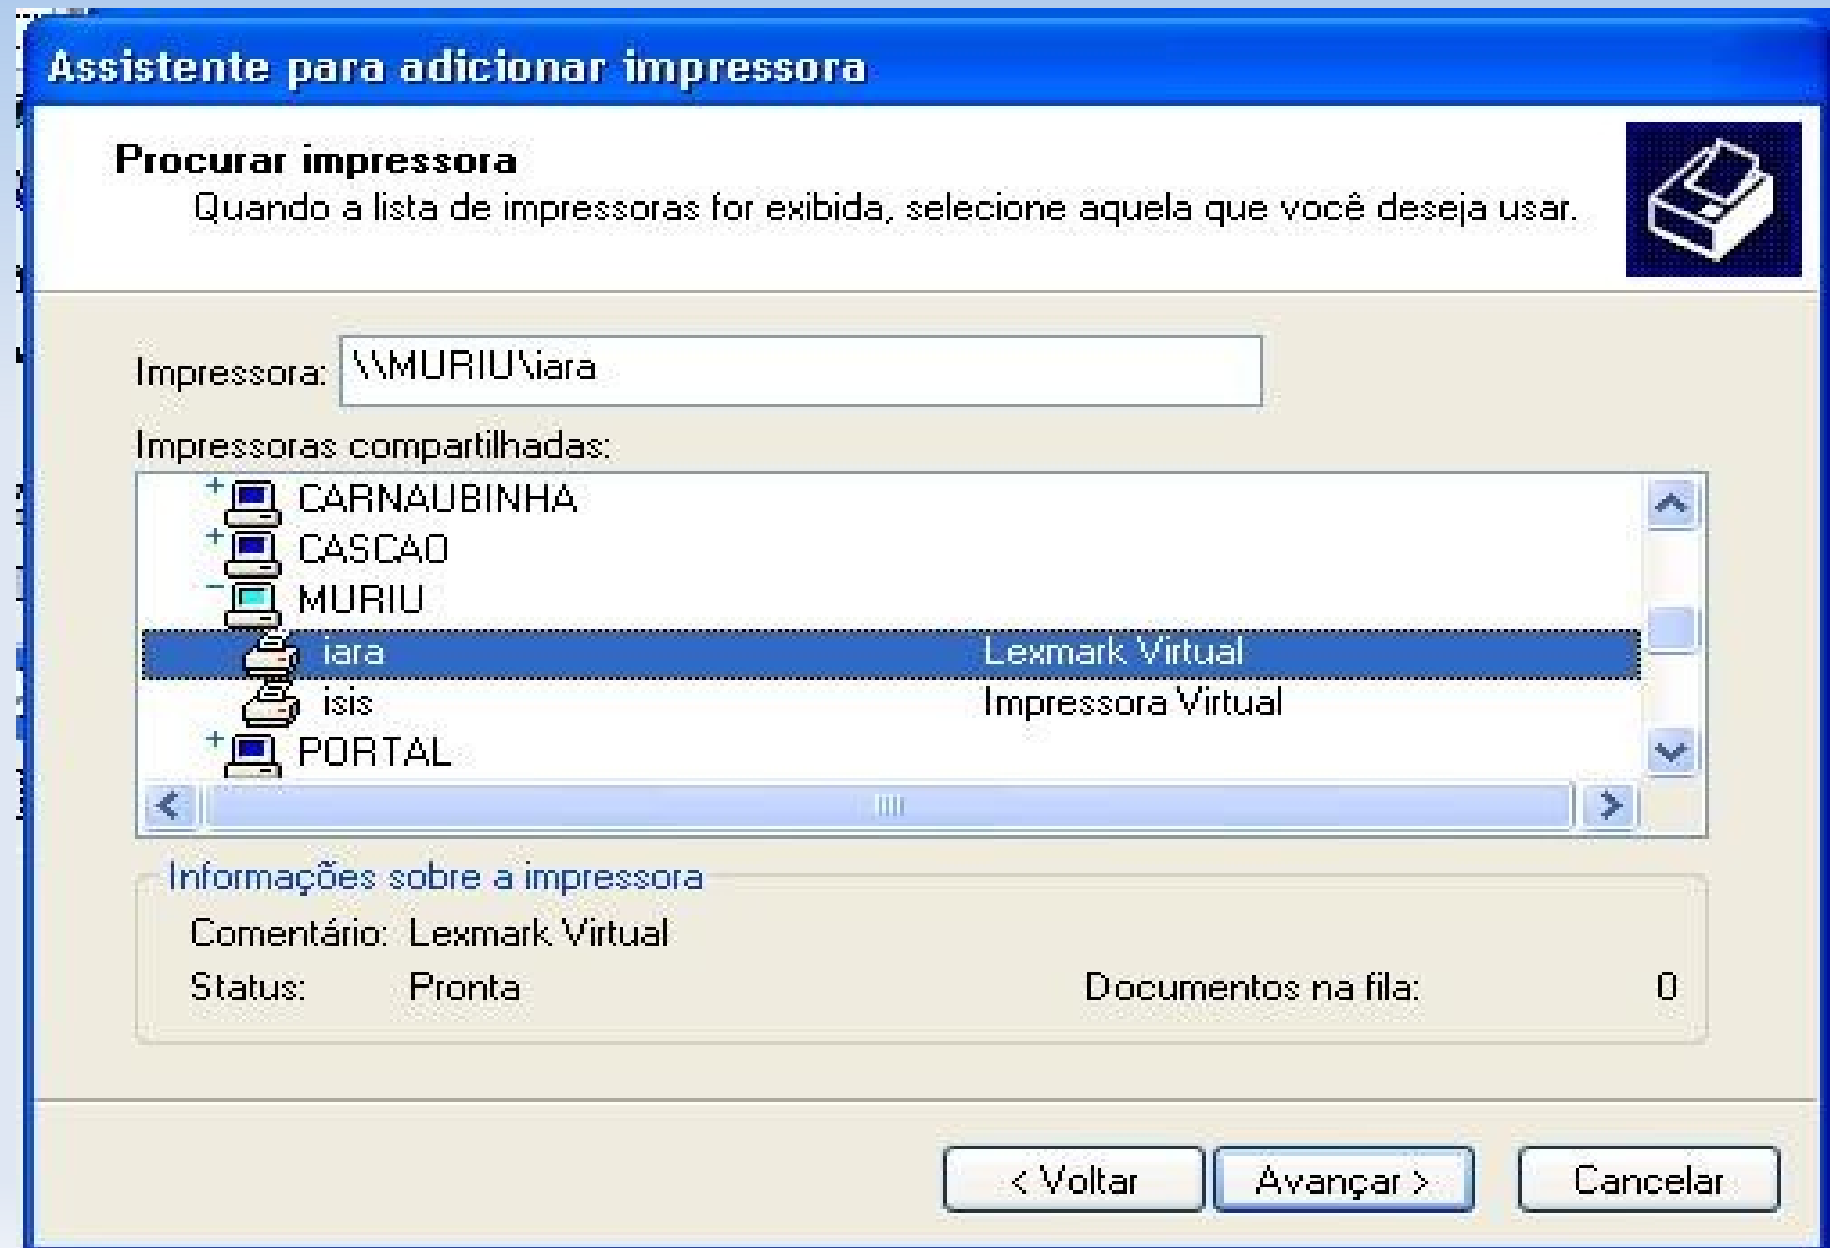 Assistente para adicionar impressora
Procurar impressora
Quando a lista de impressoras for exibida, selecione aquela que você deseja usar.
Impressora: \\MURIU\iara
Impressoras compartilhadas:
CARNAUBINHA
CASCAO
MURIU
iara Lexmark Virtual
isis Impressora Virtual
PORTAL
Informações sobre a impressora
Comentário: Lexmark Virtual
Status: Pronta Documentos na fila: 0
< Voltar Avançar > Cancelar